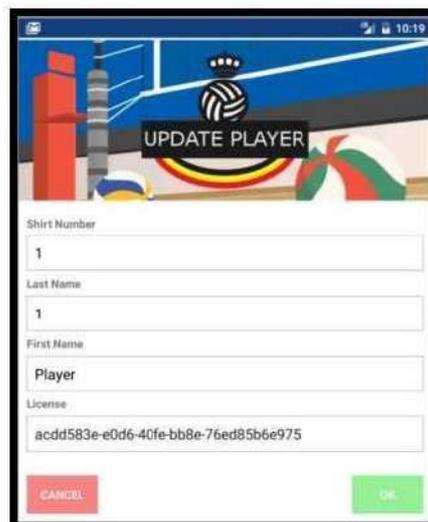 10:19
UPDATE PLAYER
Shirt Number
1
Last Name
1
First Name
Player
License
acdd583e-e0d6-40fe-bb8e-76ed85b6e975
CANCEL
OK